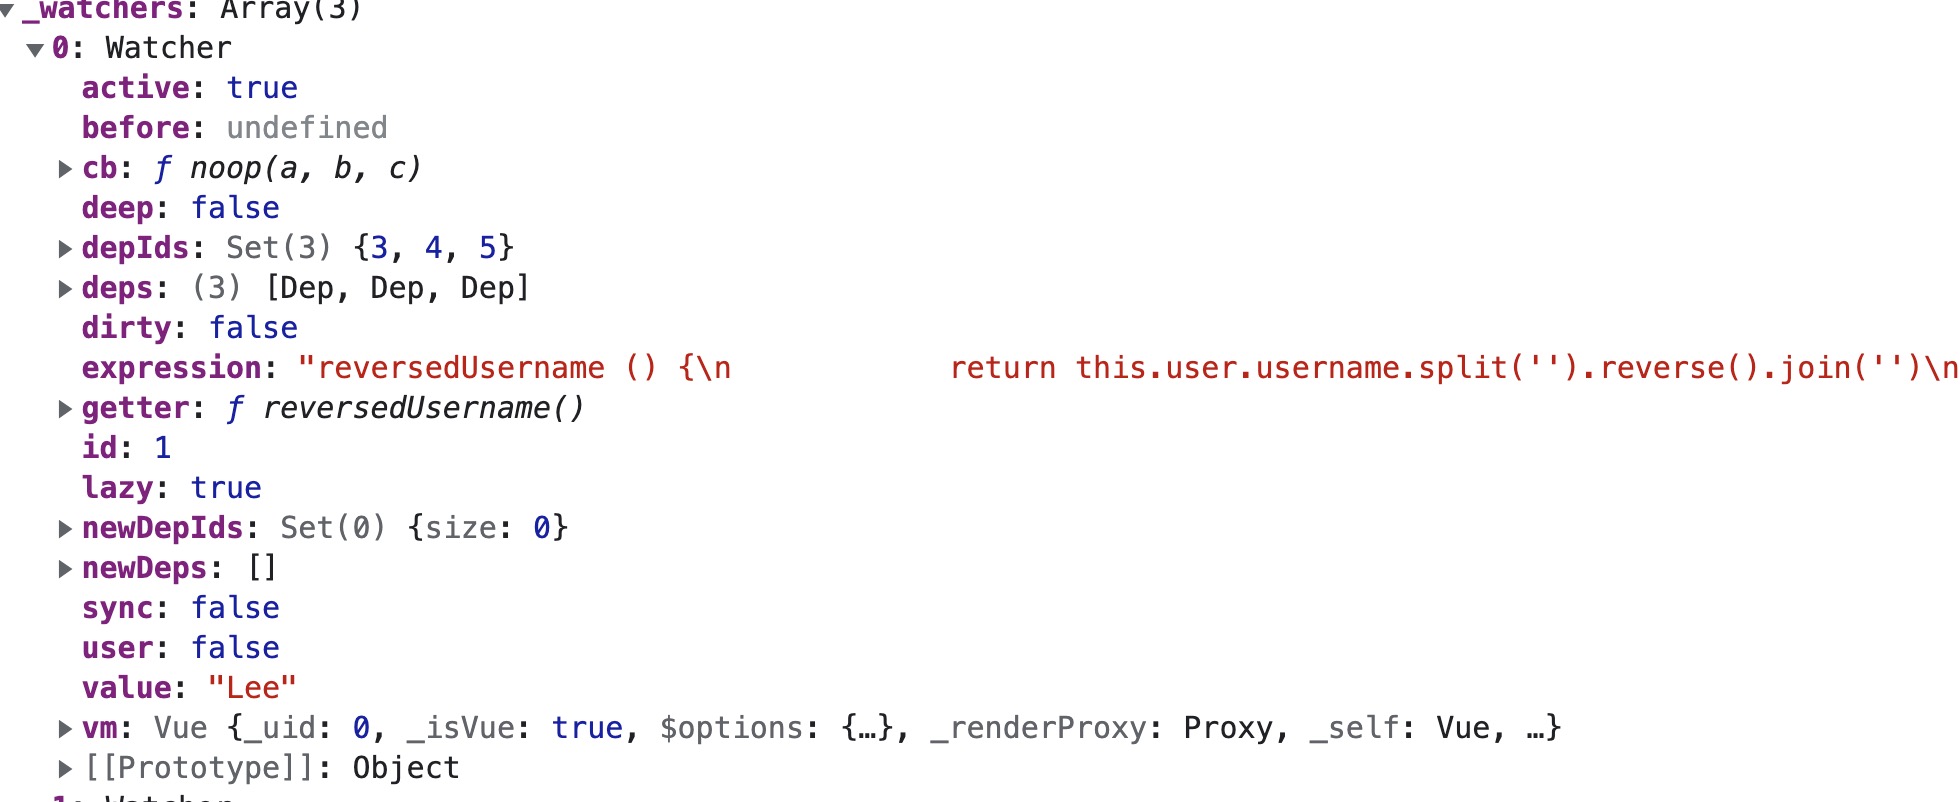 _watchers: Array(3)
0: Watcher
active: true
before: undefined
cb: ƒ noop(a, b, c)
deep: false
depIds: Set(3) {3, 4, 5}
deps: (3) [Dep, Dep, Dep]
dirty: false
expression: "reversedUsername () {\n            return this.user.username.split('').reverse().join('')\n
getter: ƒ reversedUsername()
id: 1
lazy: true
newDepIds: Set(0) {size: 0}
newDeps: []
sync: false
user: false
value: "Lee"
vm: Vue {_uid: 0, _isVue: true, $options: {…}, _renderProxy: Proxy, _self: Vue, …}
[[Prototype]]: Object
1: Watcher